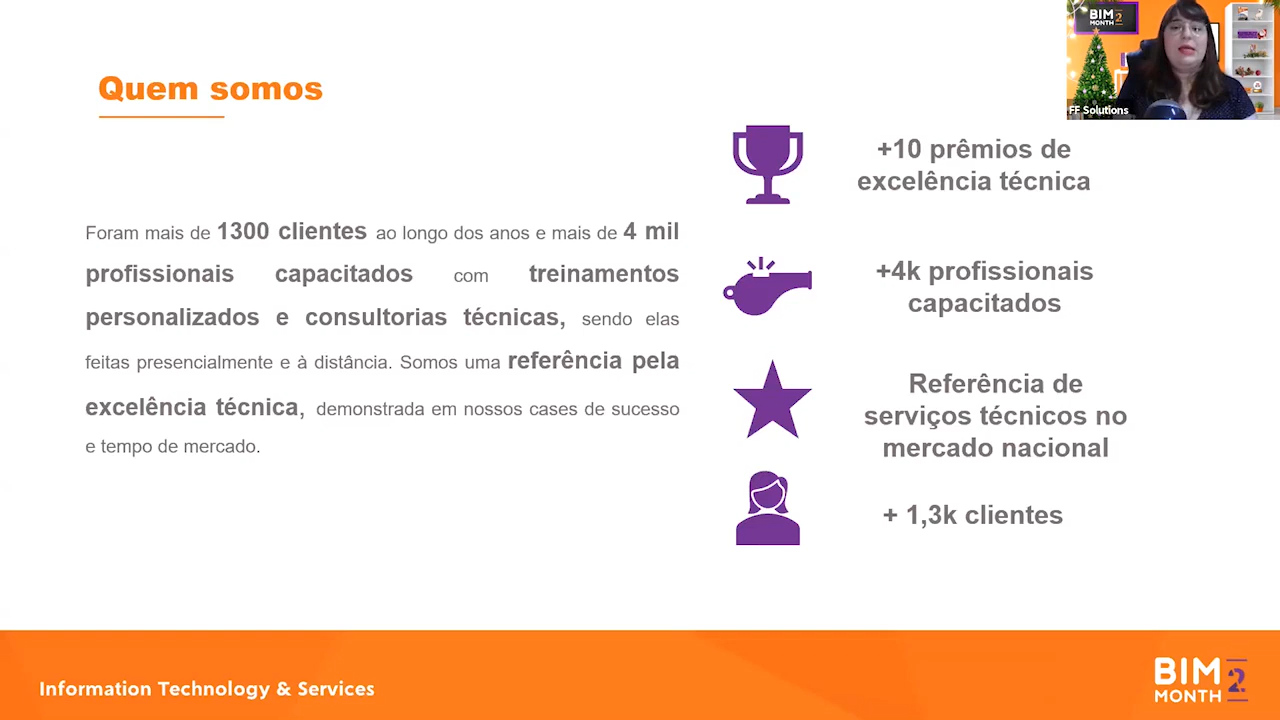 Quem somos
Foram mais de 1300 clientes ao longo dos anos e mais de 4 mil
profissionais capacitados com treinamentos
personalizados e consultorias técnicas, sendo elas
feitas presencialmente e à distância. Somos uma referência pela
excelência técnica, demonstrada em nossos cases de sucesso
e tempo de mercado.
+10 prêmios de
excelência técnica
+4k profissionais
capacitados
Referência de
serviços técnicos no
mercado nacional
+ 1,3k clientes
BIM 2
MONTH
FF Solutions
Information Technology & Services
BIM 2
MONTH